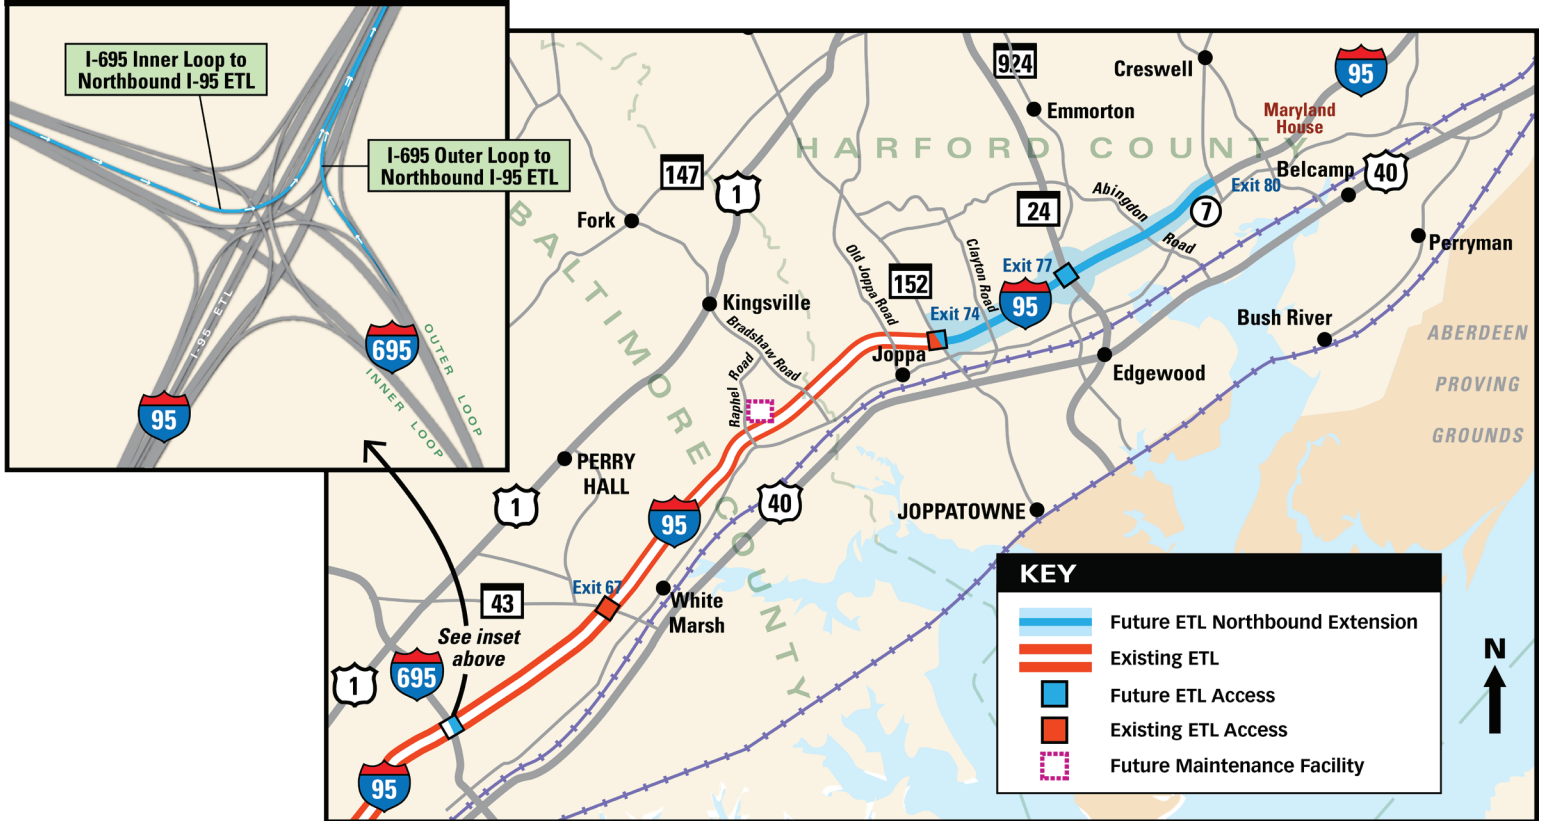 I-695 Inner Loop to
Northbound I-95 ETL
I-695 Outer Loop to
Northbound I-95 ETL
I-95 ETL
695
95
OUTER LOOP
INNER LOOP
924
Creswell
95
Emmorton
Maryland
House
HARFORD COUNTY
147
1
Belcamp
40
Exit 80
Abingdon
Road
7
24
Fork
Perryman
BALTIMORE COUNTY
Old Joppa Road
Clayton Road
Exit 77
152
95
Kingsville
Exit 74
Bush River
Bradshaw Road
ABERDEEN
PROVING
GROUNDS
Joppa
Edgewood
Raphel Road
PERRY
HALL
1
95
40
JOPPATOWNE
Exit 67
43
White
Marsh
See inset
above
1
695
95
KEY
Future ETL Northbound Extension
Existing ETL
Future ETL Access
Existing ETL Access
Future Maintenance Facility
N